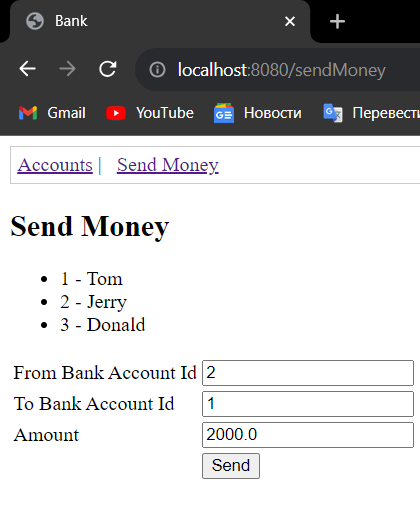 Bank
localhost:8080/sendMoney
Gmail YouTube Новости Перевести
Accounts | Send Money
Send Money
1 - Tom
2 - Jerry
3 - Donald
From Bank Account Id 2
To Bank Account Id 1
Amount 2000.0
Send